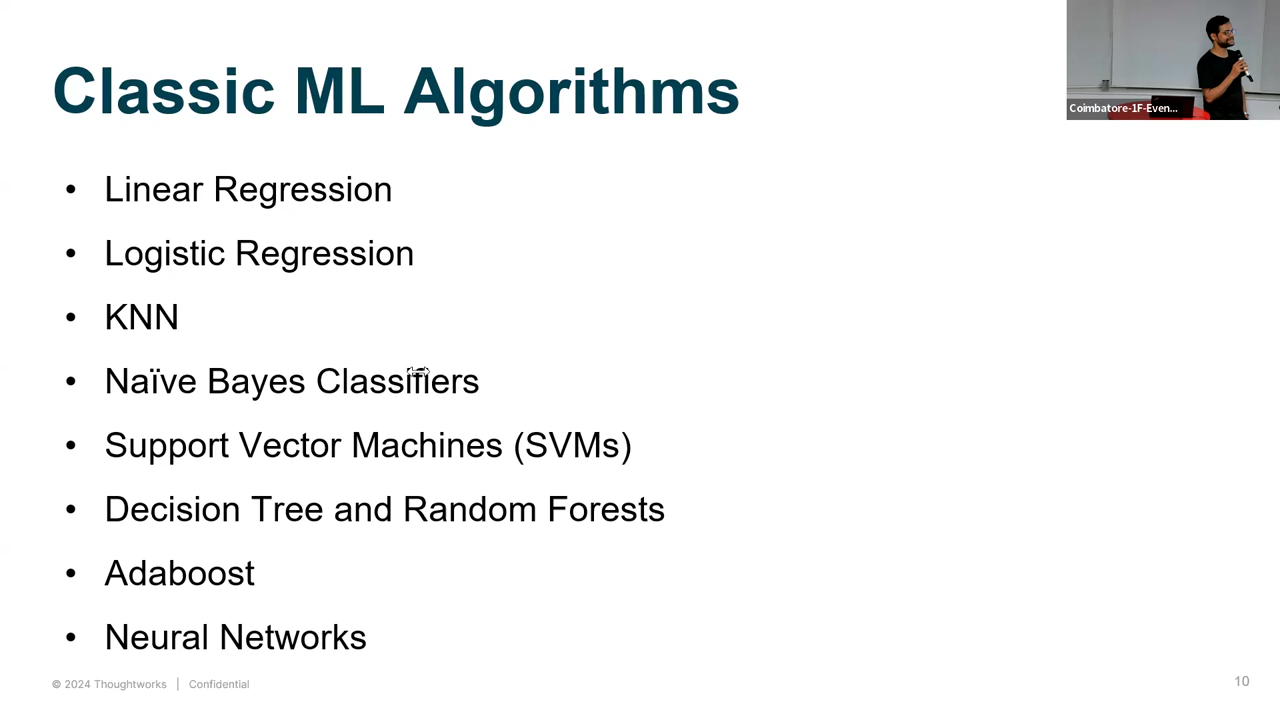 Classic ML Algorithms
Coimbatore-1F-Even...
• Linear Regression
• Logistic Regression
• KNN
• Naïve Bayes Classifiers
• Support Vector Machines (SVMs)
• Decision Tree and Random Forests
• Adaboost
• Neural Networks
© 2024 Thoughtworks | Confidential
10